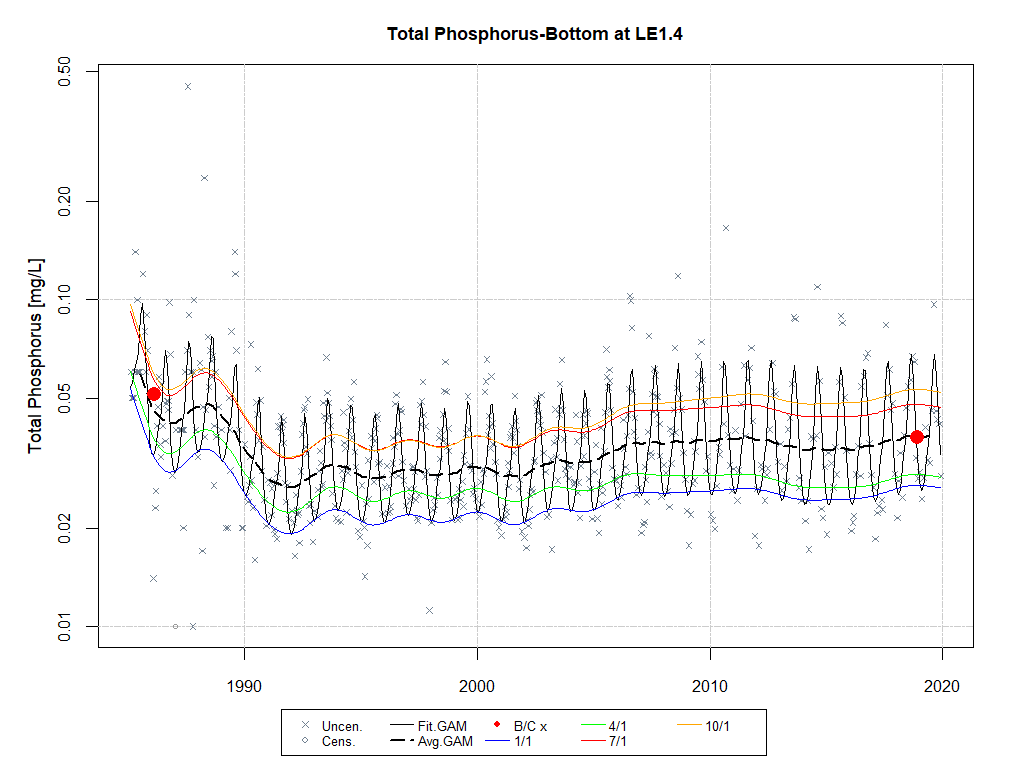 Total Phosphorus-Bottom at LE1.4
Total Phosphorus [mg/L]
0.50
0.20
0.10
0.05
0.02
0.01
1990 2000 2010 2020
Uncen. Fit.GAM B/C x 4/1 10/1
Cens. Avg.GAM 1/1 7/1